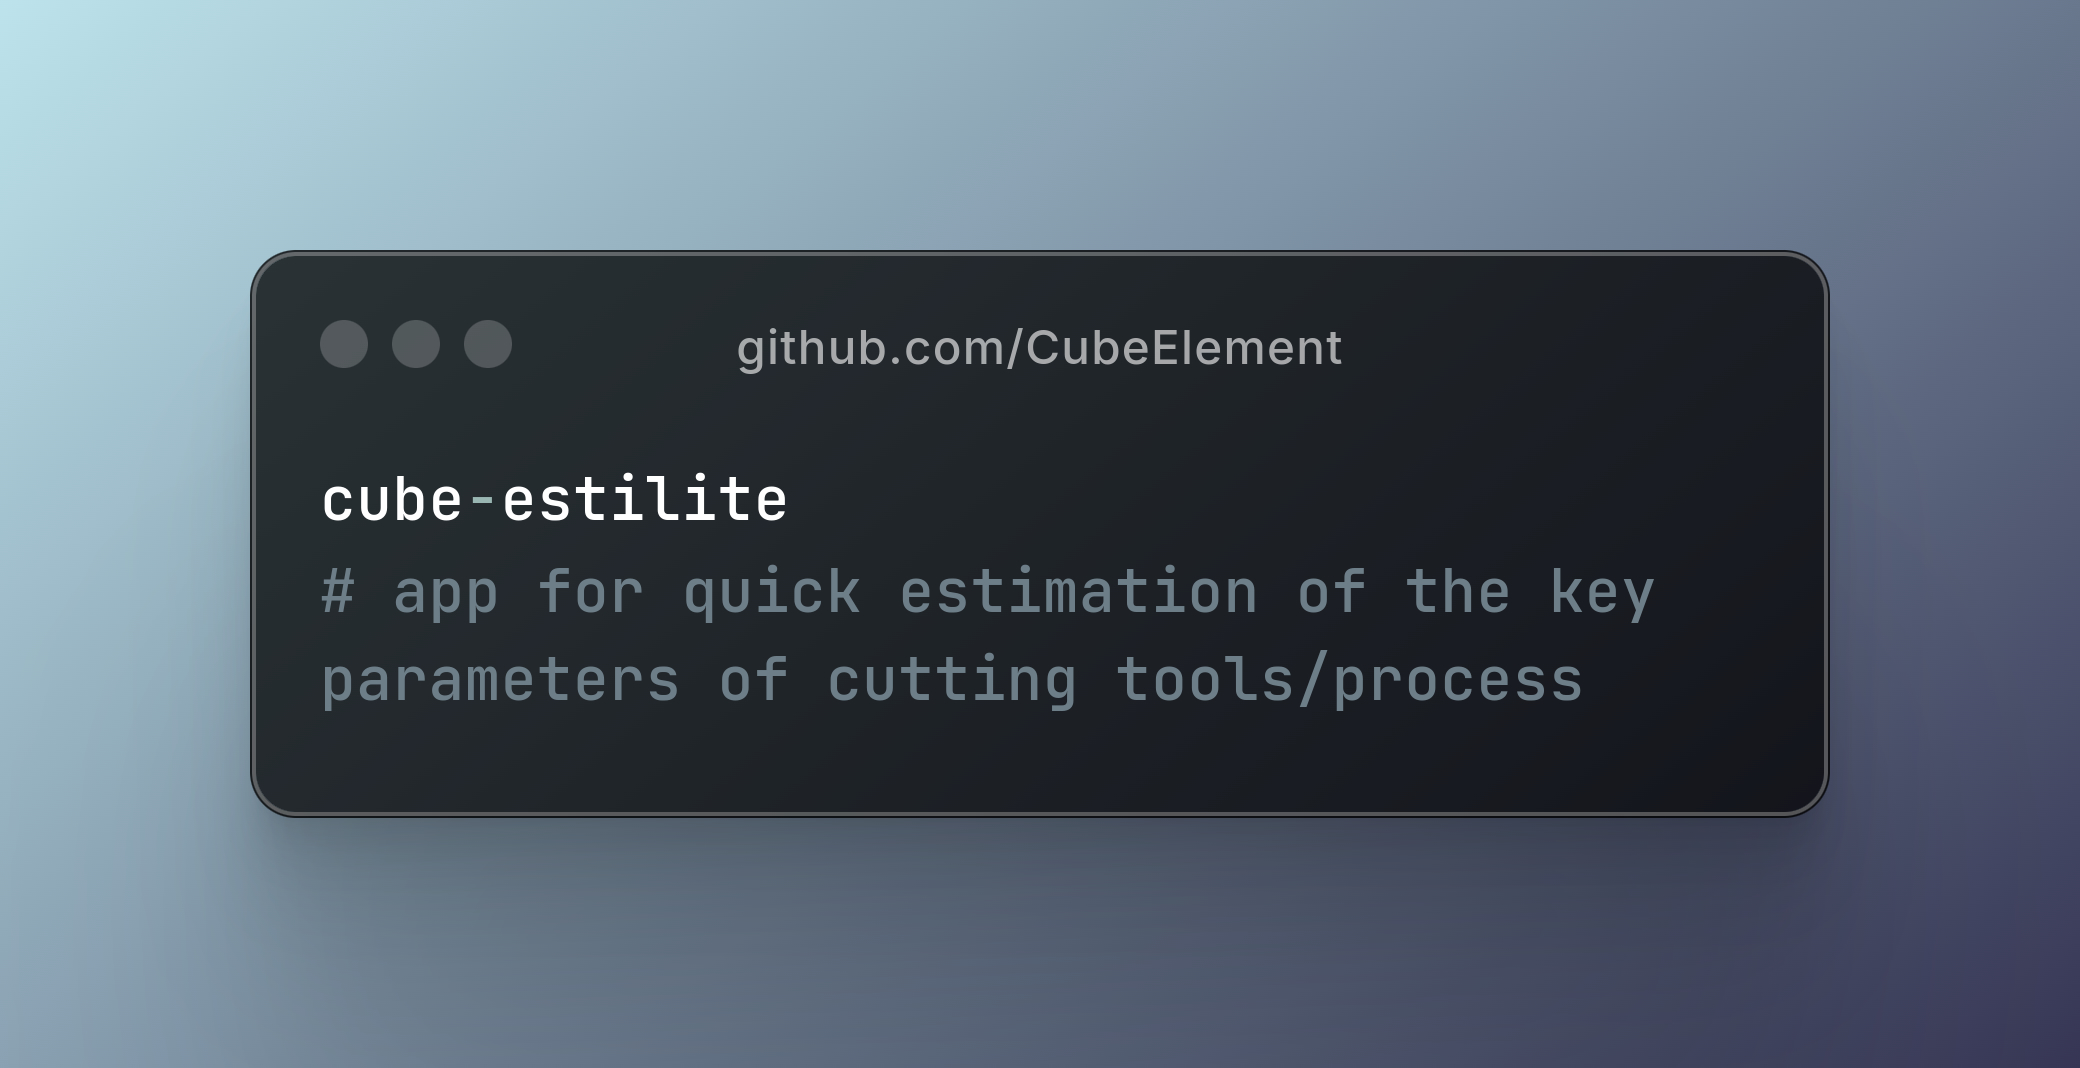 github.com/CubeElement
cube-estilite
# app for quick estimation of the key
parameters of cutting tools/process